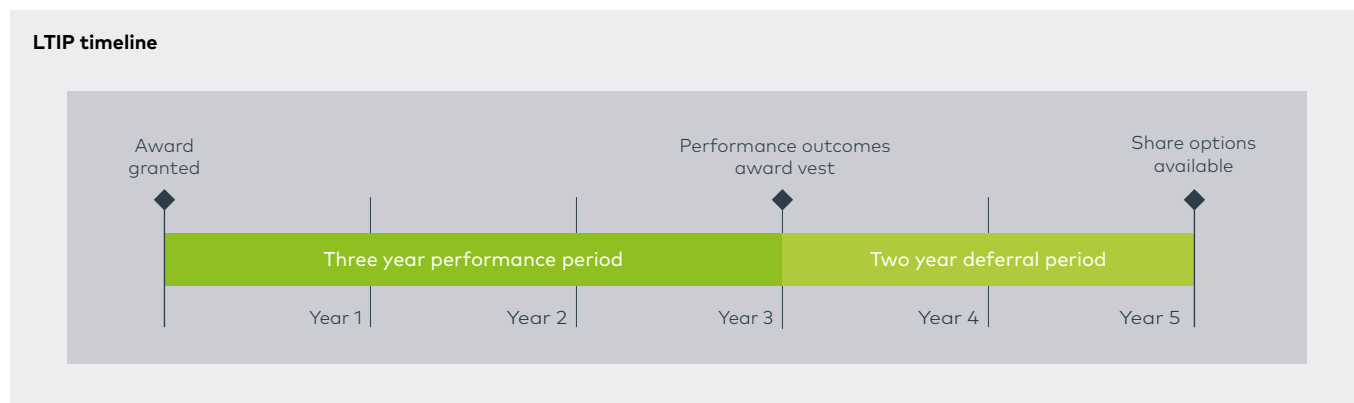 LTIP timeline
Award
granted
Performance outcomes
award vest
Share options
available
Three year performance period
Two year deferral period
Year 1
Year 2
Year 3
Year 4
Year 5